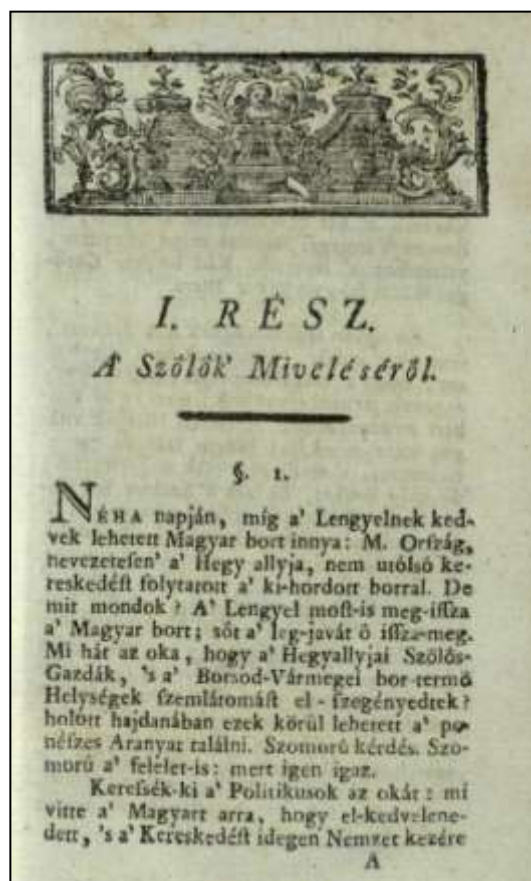 I. RÉSZ.
A' Szőlők' Miveléséről.
§. 1.
NÉHA napján, míg a' Lengyelnek ked-
vek lehetett Magyar bort innya: M. Orſzág,
nevezeteſen' a' Hegy allyja, nem utólsó ke-
reskedéſt folytatott a' ki-hordott borral. De
mit mondok? A' Lengyel moſt-is meg-iſſza
a' Magyar bort; sőt a' leg-javát ő iſſza-meg.
Mi hát az oka, hogy a' Hegyallyjai Szőlős-
Gazdák, 's a' Borsod-Vármegei bor-termő
Helységek ſzemlátomáſt el-ſzegényedtek?
holott hajdanában ezek körül lehetett a' pe-
néſzes Aranyat találni. Szomorú kérdés. Szo-
morú a' felelet-is: mert igen igaz.
Kereſſék-ki a' Politikusok az okát: mi
vitte a' Magyart arra, hogy el-kedvelene-
dett, 's a' Kereskedéſt idegen Nemzet kezére
A